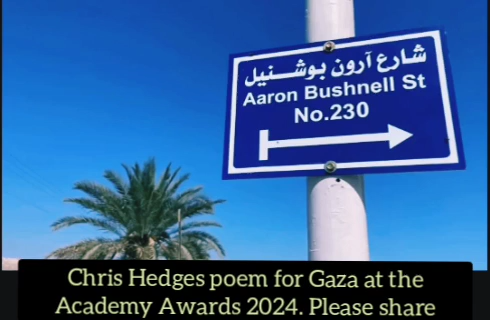 شارع آرون بوشنيل
Aaron Bushnell St
No.230
Chris Hedges poem for Gaza at the
Academy Awards 2024. Please share